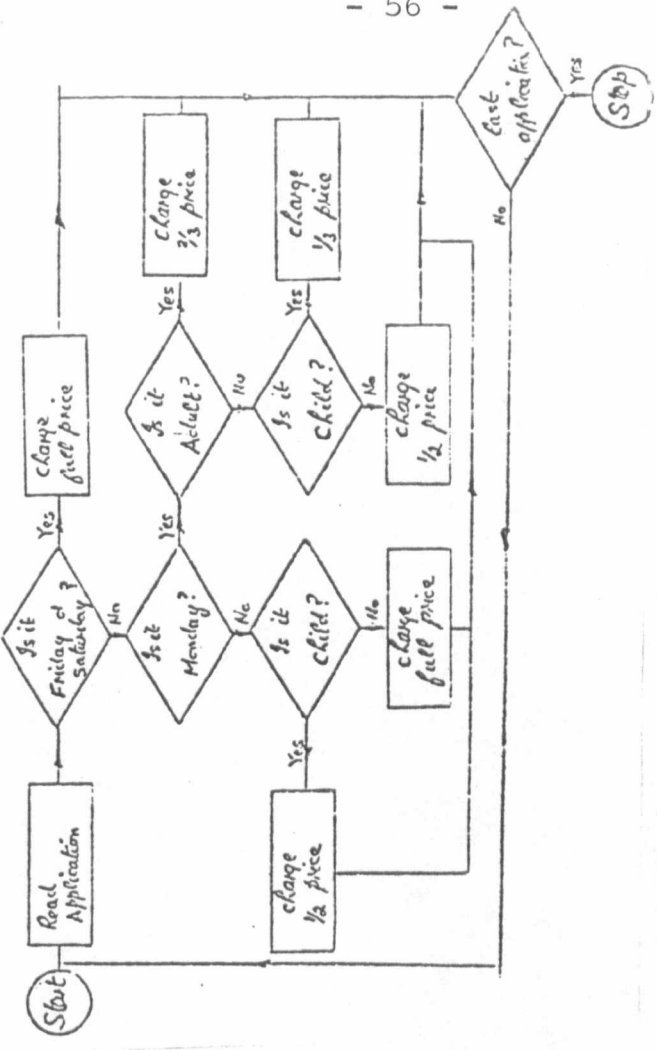 - 56 -
Start
Read
Application
Is it
Friday &
Saturday?
Yes
Charge
full price
No
Is it
Monday?
Yes
Is it
Adult?
Yes
Charge
2/3 price
No
Is it
Child?
Yes
Charge
1/3 price
No
Charge
1/2 price
No
Is it
Child?
Yes
Charge
1/2 price
No
Charge
full price
Last
application?
No
Yes
Stop